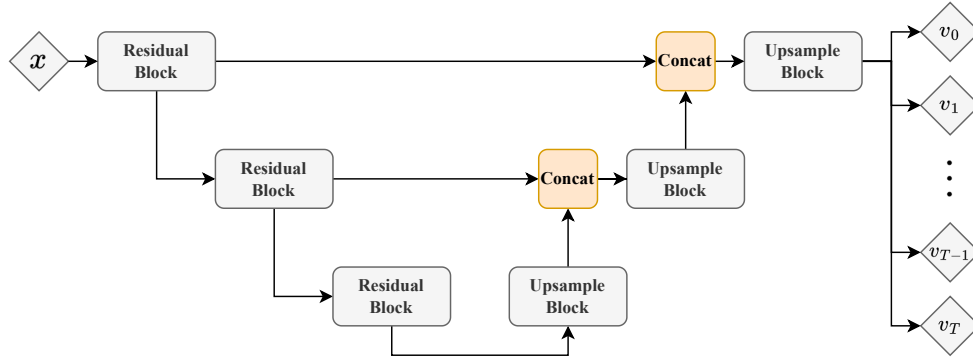 x
Residual
Block
Concat
Upsample
Block
v_0
v_1
⋮
Residual
Block
Concat
Upsample
Block
v_{T-1}
Residual
Block
Upsample
Block
v_T